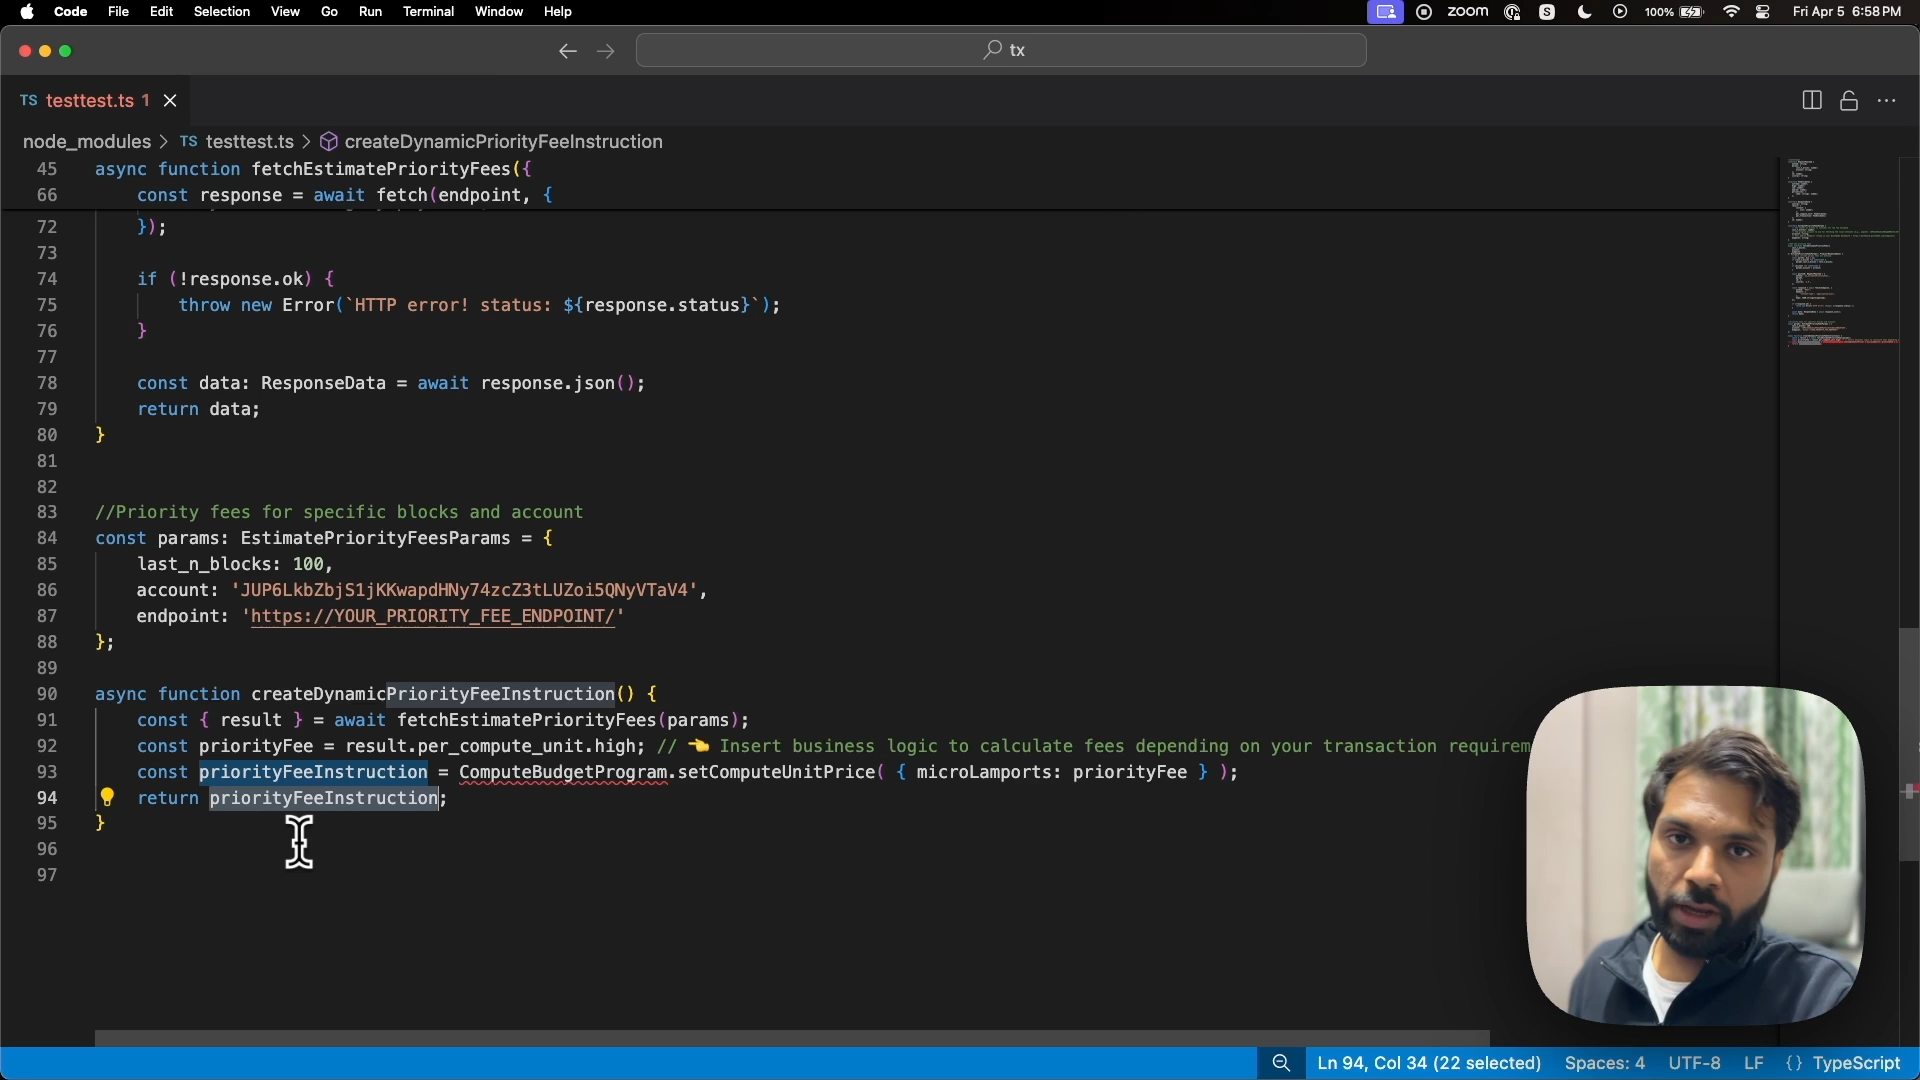 Code File Edit Selection View Go Run Terminal Window Help zoom S 100% Fri Apr 5 6:58 PM
tx
TS testtest.ts 1
node_modules > TS testtest.ts > createDynamicPriorityFeeInstruction
45 async function fetchEstimatePriorityFees({
66 const response = await fetch(endpoint, {
72 });
73
74 if (!response.ok) {
75 throw new Error(`HTTP error! status: ${response.status}`);
76 }
77
78 const data: ResponseData = await response.json();
79 return data;
80 }
81
82
83 //Priority fees for specific blocks and account
84 const params: EstimatePriorityFeesParams = {
85 last_n_blocks: 100,
86 account: 'JUP6LkbZbjS1jKKwapdHNy74zcZ3tLUZoi5QNyVTaV4',
87 endpoint: 'https://YOUR_PRIORITY_FEE_ENDPOINT/'
88 };
89
90 async function createDynamicPriorityFeeInstruction() {
91 const { result } = await fetchEstimatePriorityFees(params);
92 const priorityFee = result.per_compute_unit.high; // 👈 Insert business logic to calculate fees depending on your transaction requirem
93 const priorityFeeInstruction = ComputeBudgetProgram.setComputeUnitPrice( { microLamports: priorityFee } );
94 return priorityFeeInstruction;
95 }
96
97
Ln 94, Col 34 (22 selected) Spaces: 4 UTF-8 LF {} TypeScript